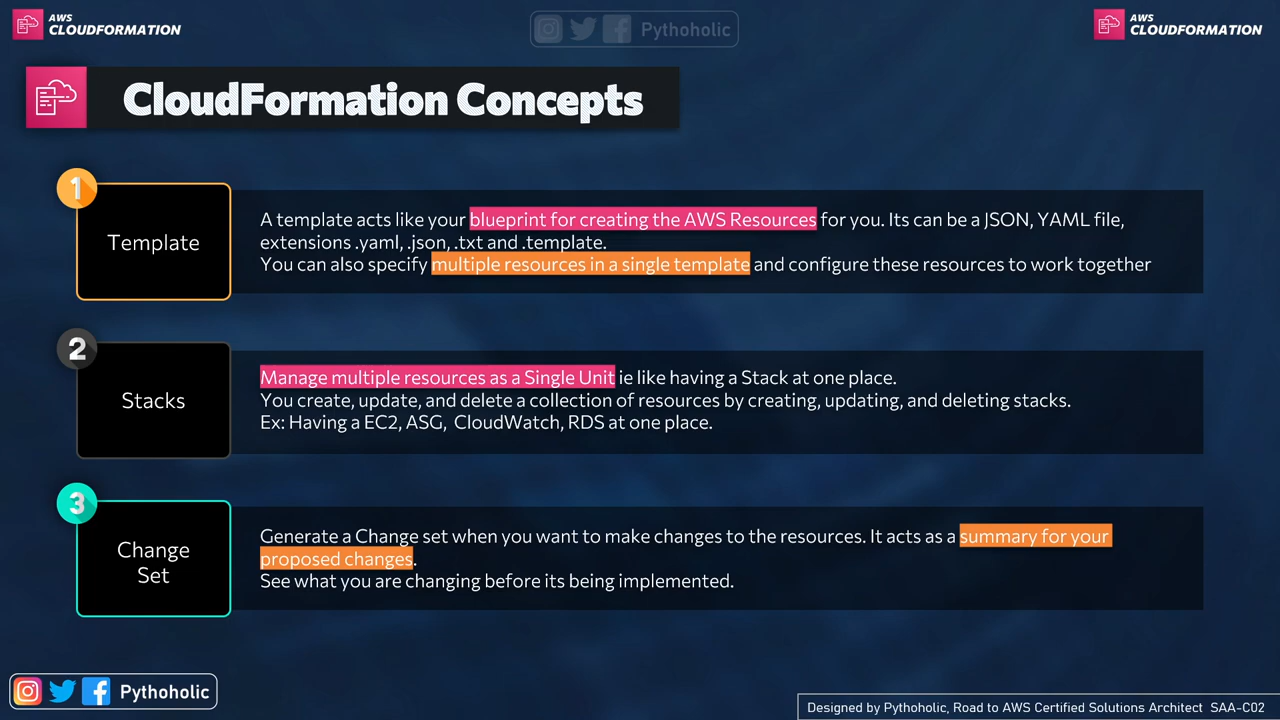 AWS
CLOUDFORMATION
Pythoholic
AWS
CLOUDFORMATION
CloudFormation Concepts
1
Template
A template acts like your blueprint for creating the AWS Resources for you. Its can be a JSON, YAML file,
extensions .yaml, .json, .txt and .template.
You can also specify multiple resources in a single template and configure these resources to work together
2
Stacks
Manage multiple resources as a Single Unit ie like having a Stack at one place.
You create, update, and delete a collection of resources by creating, updating, and deleting stacks.
Ex: Having a EC2, ASG, CloudWatch, RDS at one place.
3
Change
Set
Generate a Change set when you want to make changes to the resources. It acts as a summary for your
proposed changes.
See what you are changing before its being implemented.
Pythoholic
Designed by Pythoholic, Road to AWS Certified Solutions Architect SAA-C02